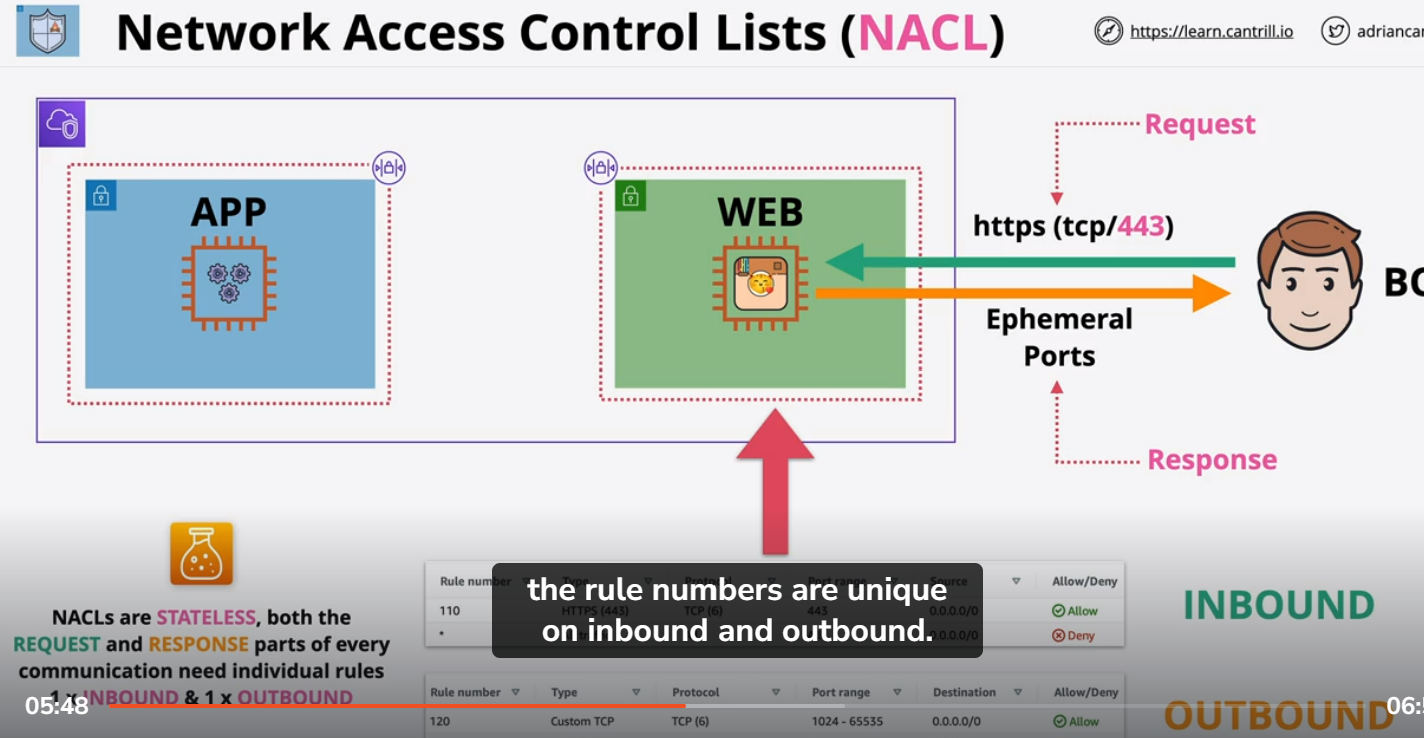 Network Access Control Lists (NACL)
https://learn.cantrill.io
adriancan
Request
APP
WEB
https (tcp/443)
BO
Ephemeral
Ports
Response
NACLs are STATELESS, both the
REQUEST and RESPONSE parts of every
communication need individual rules
1 x INBOUND & 1 x OUTBOUND
Rule number Type Protocol Port range Source Allow/Deny
110 HTTPS (443) TCP (6) 443 0.0.0.0/0 Allow
* 0.0.0.0/0 Deny
INBOUND
the rule numbers are unique
on inbound and outbound.
Rule number Type Protocol Port range Destination Allow/Deny
120 Custom TCP TCP (6) 1024 - 65535 0.0.0.0/0 Allow
OUTBOUND
05:48
06:5